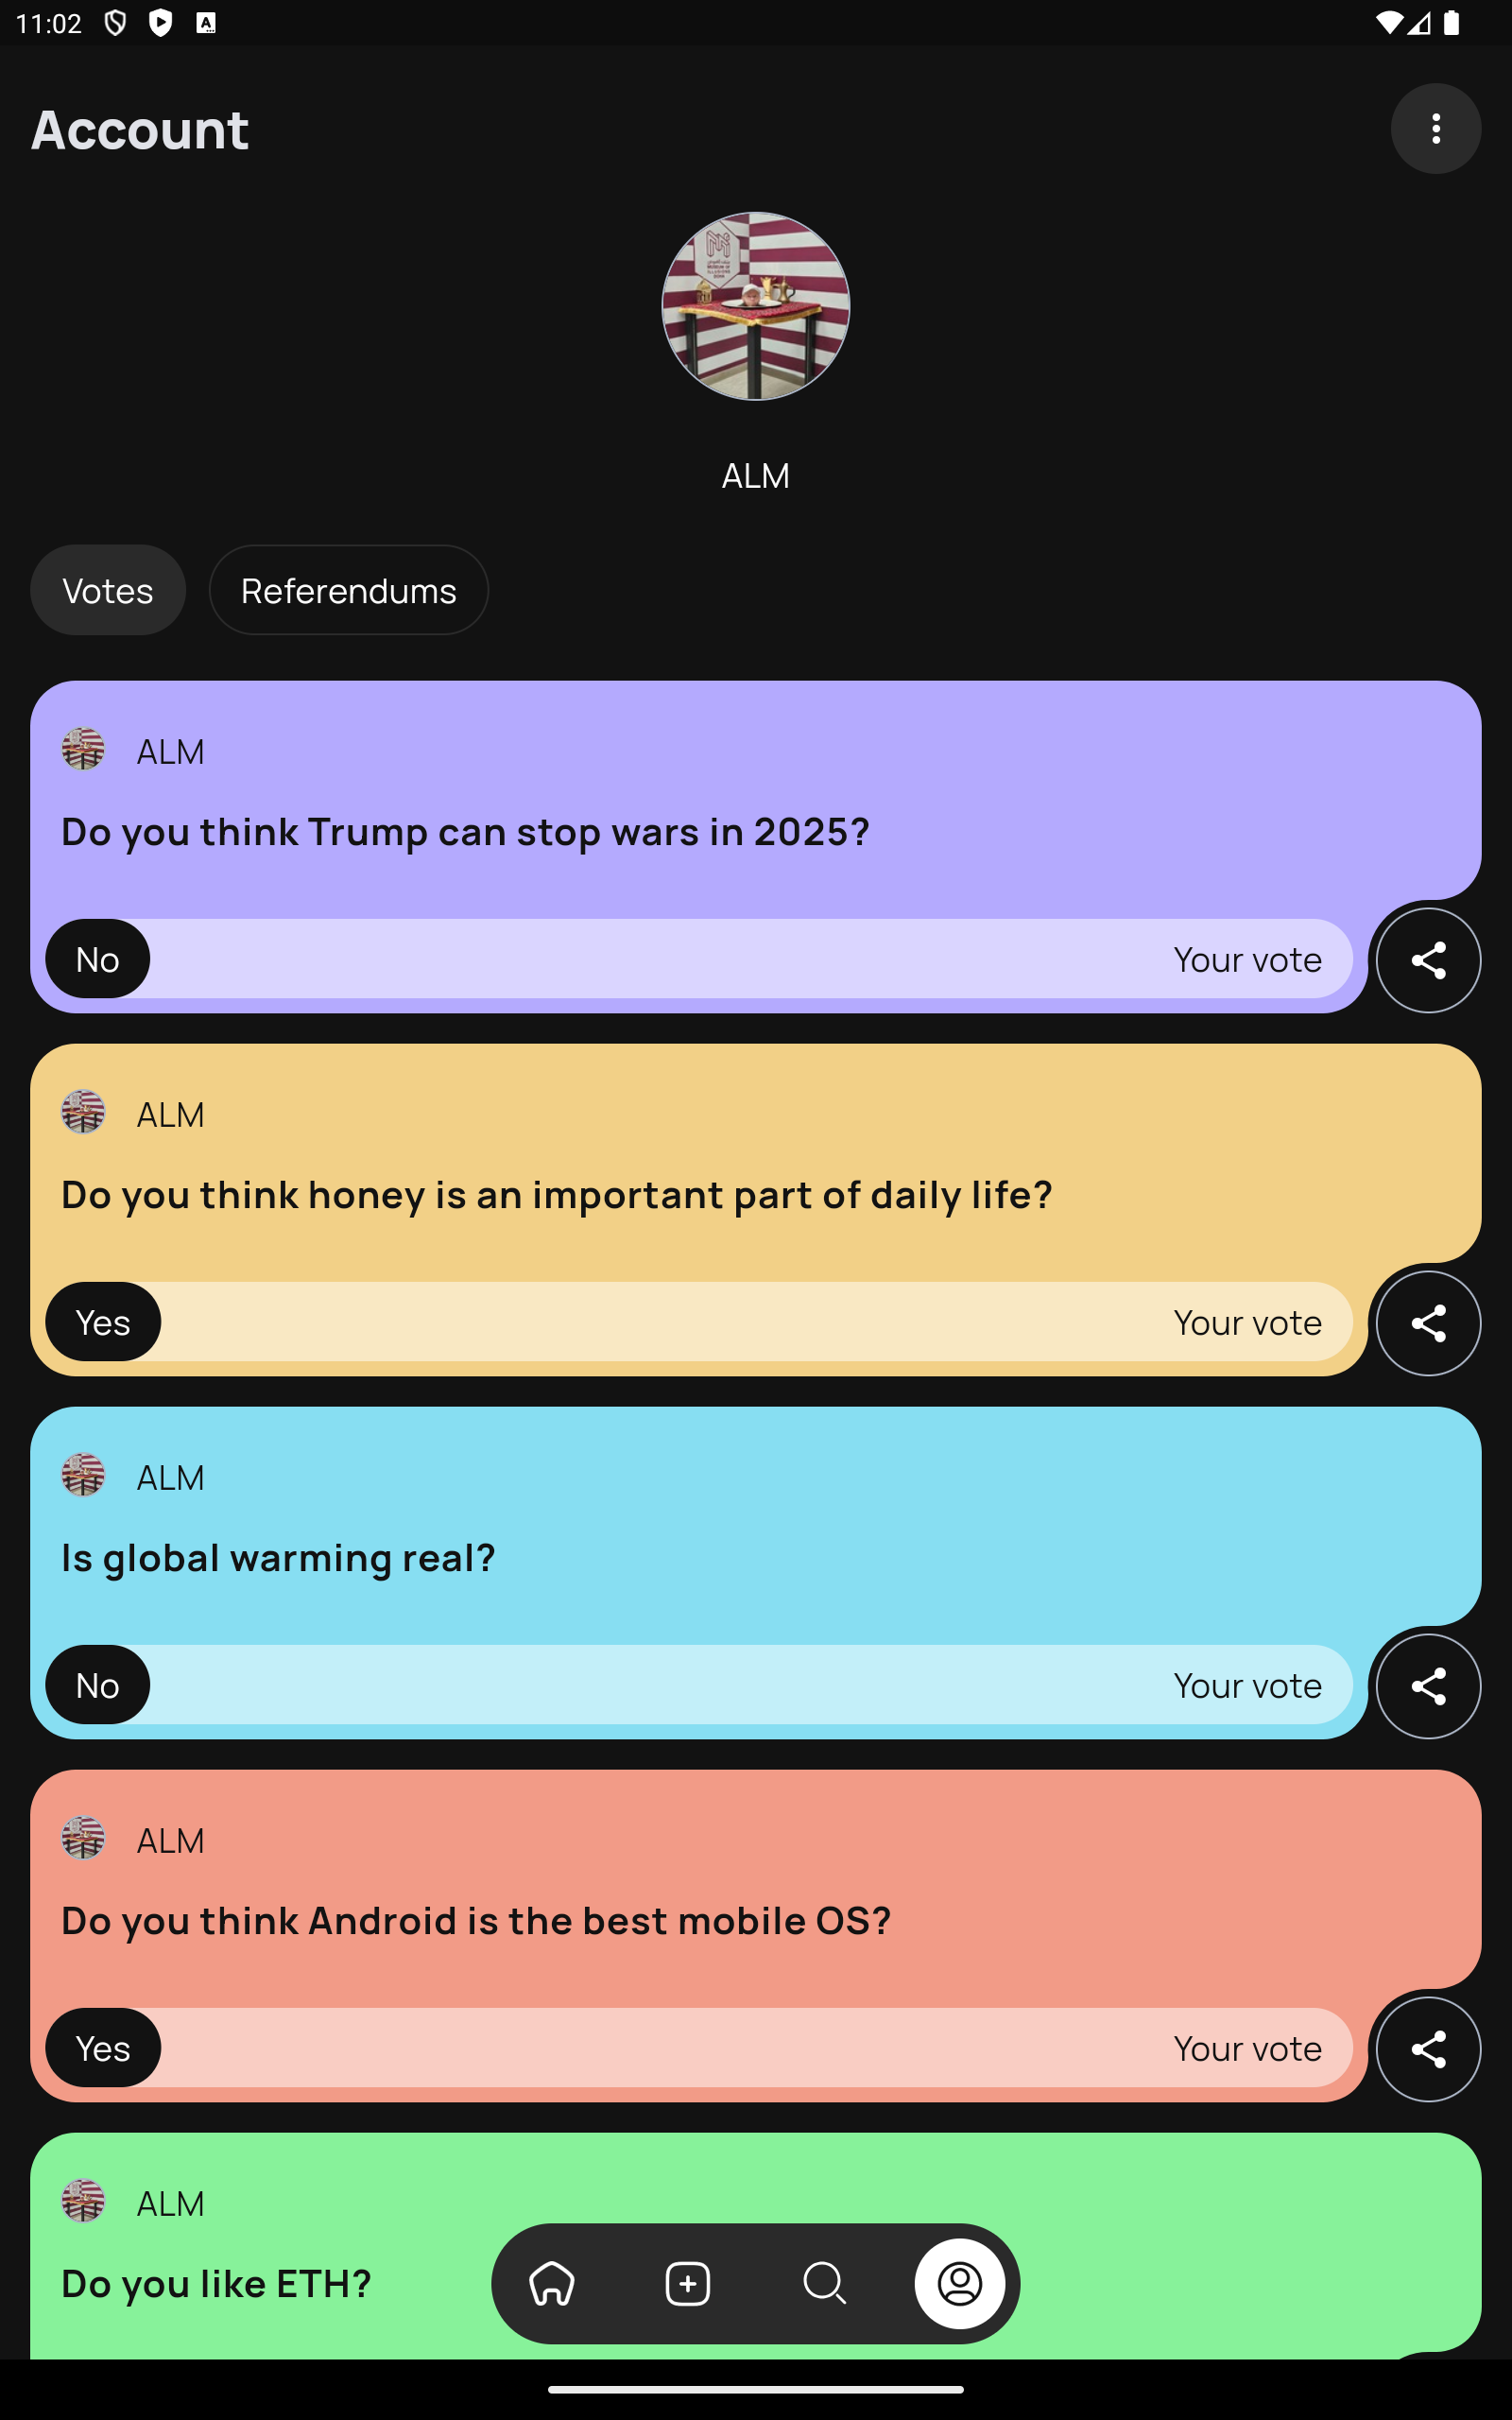 11:02
Account
ALM
Votes
Referendums
ALM
Do you think Trump can stop wars in 2025?
No
Your vote
ALM
Do you think honey is an important part of daily life?
Yes
Your vote
ALM
Is global warming real?
No
Your vote
ALM
Do you think Android is the best mobile OS?
Yes
Your vote
ALM
Do you like ETH?